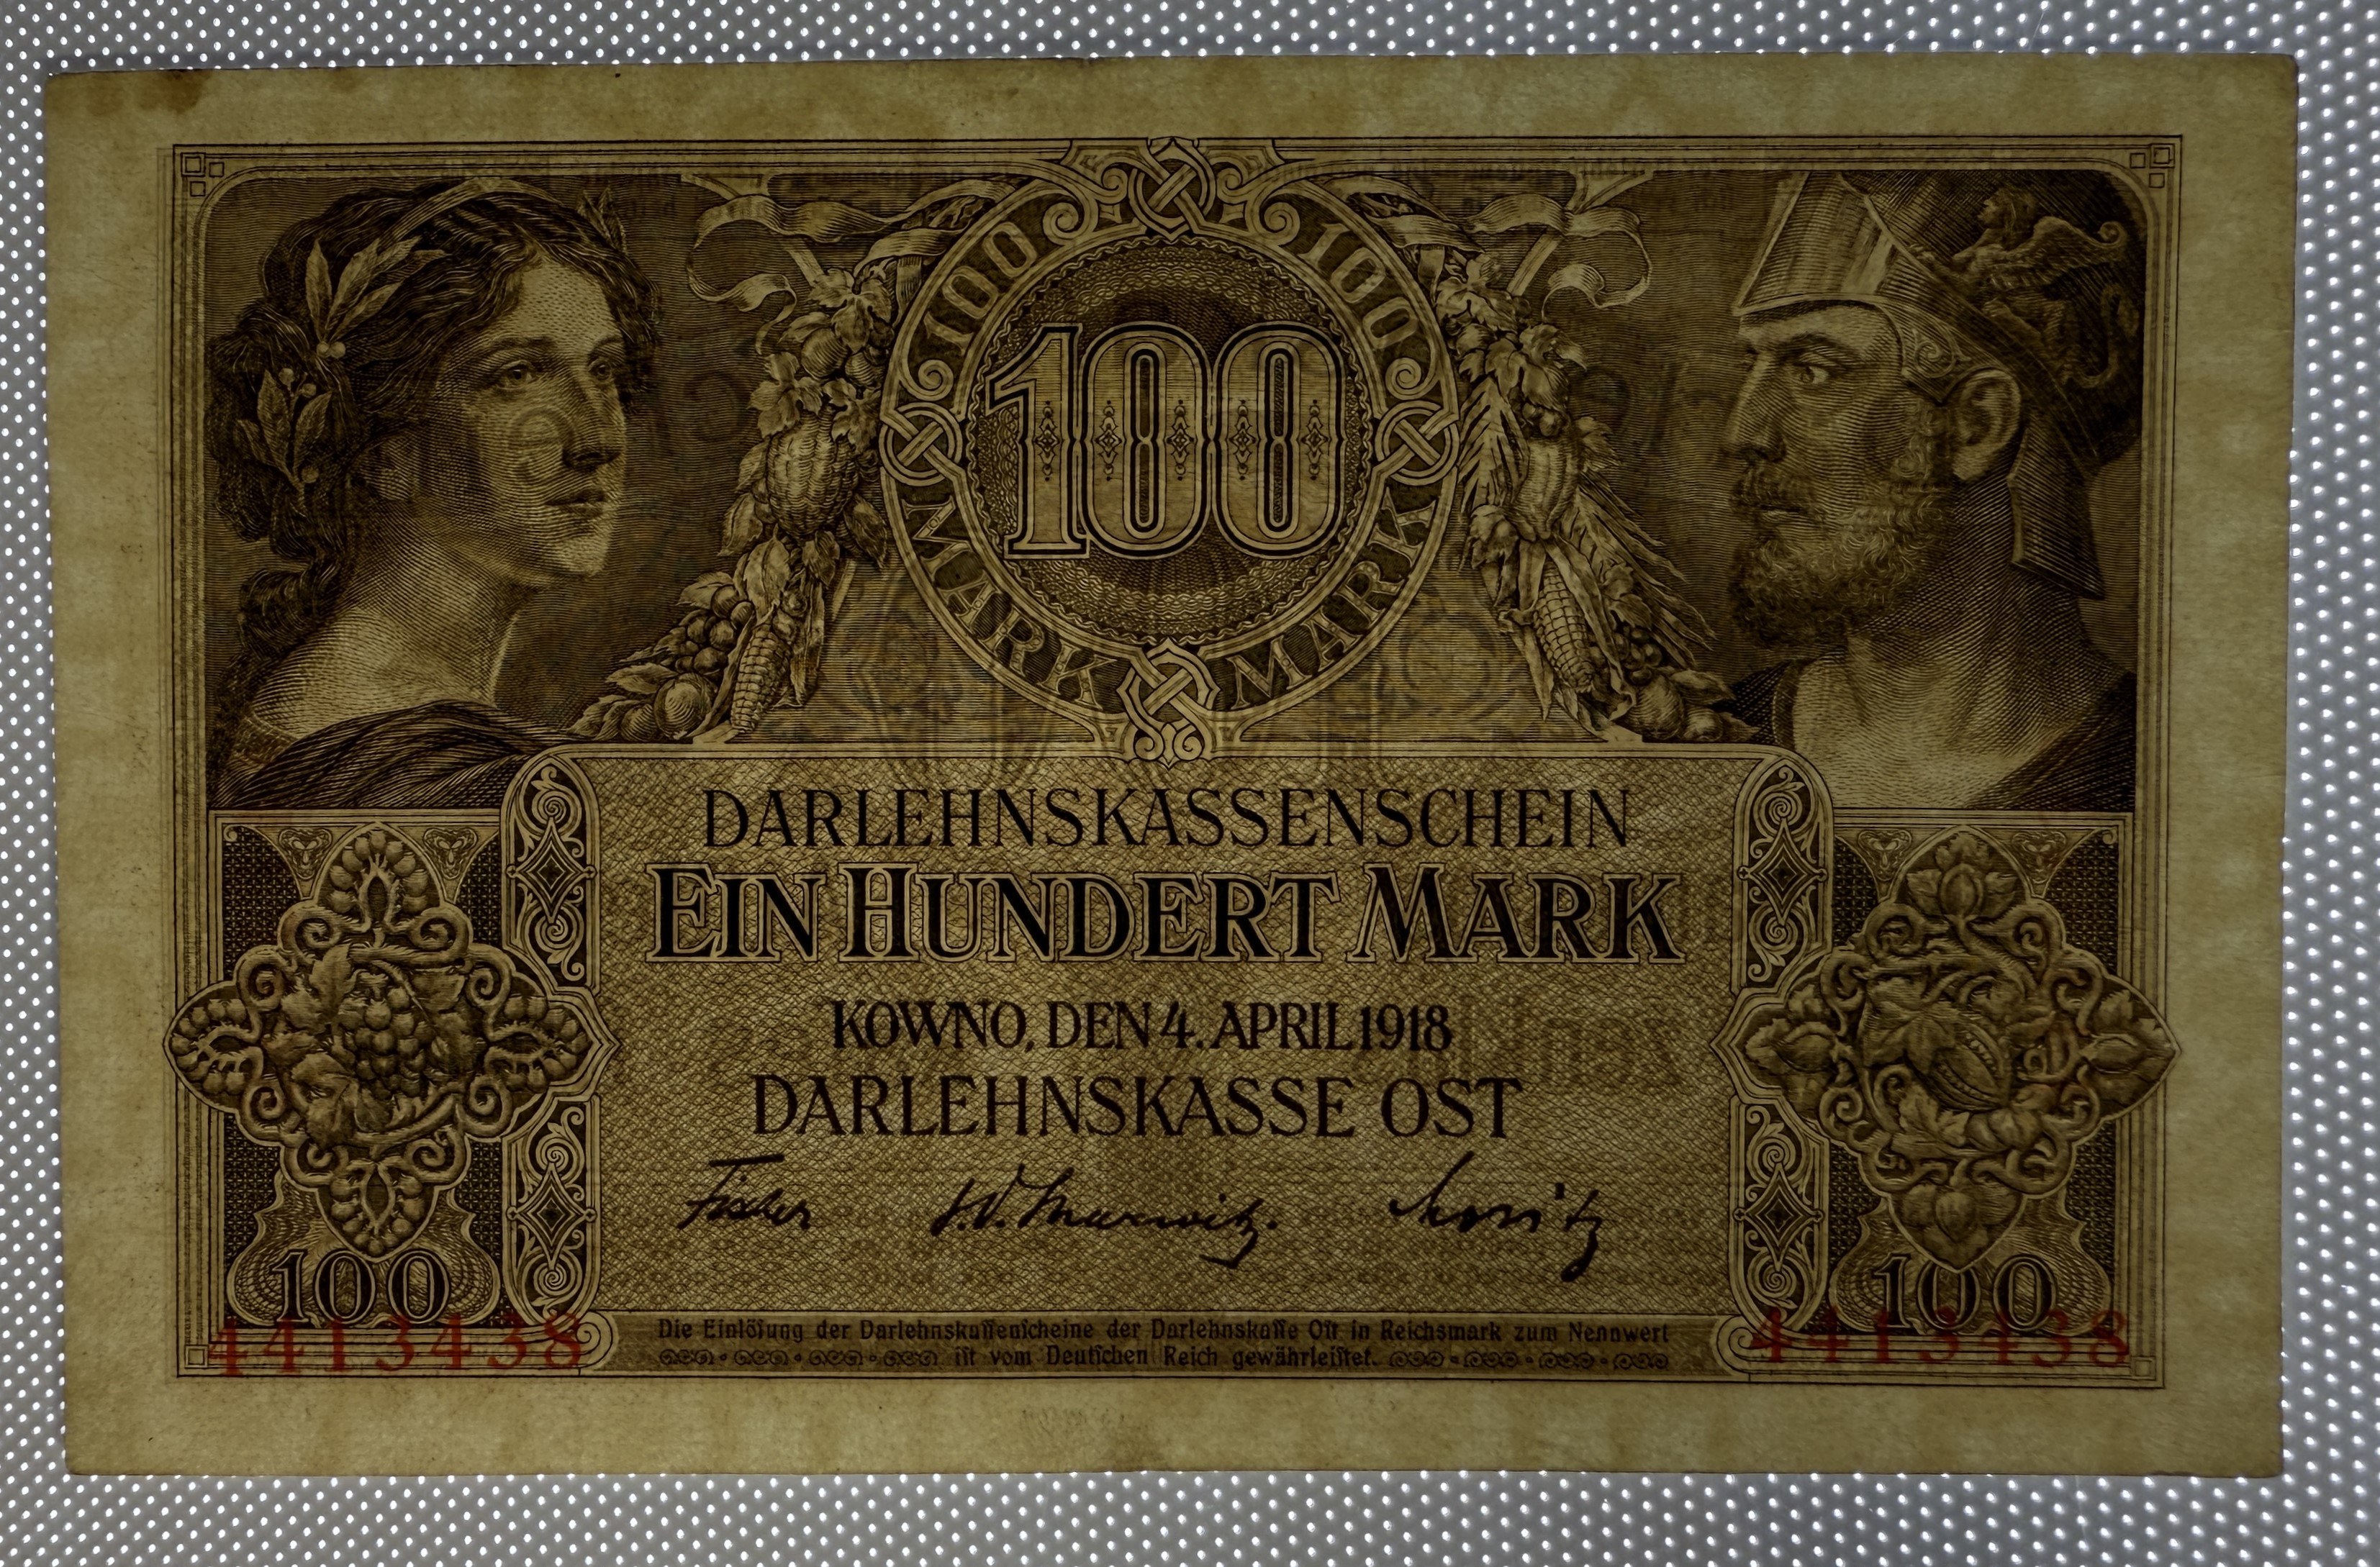 100 100
100
MARK MARK
DARLEHNSKASSENSCHEIN
EIN HUNDERT MARK
KOWNO, DEN 4. APRIL 1918
DARLEHNSKASSE OST
Fischer
100 100
4413438 4413438
Die Einlöſung der Darlehnskaſſenſcheine der Darlehnskaſſe Oſt in Reichsmark zum Nennwert
iſt vom Deutſchen Reich gewährleiſtet.